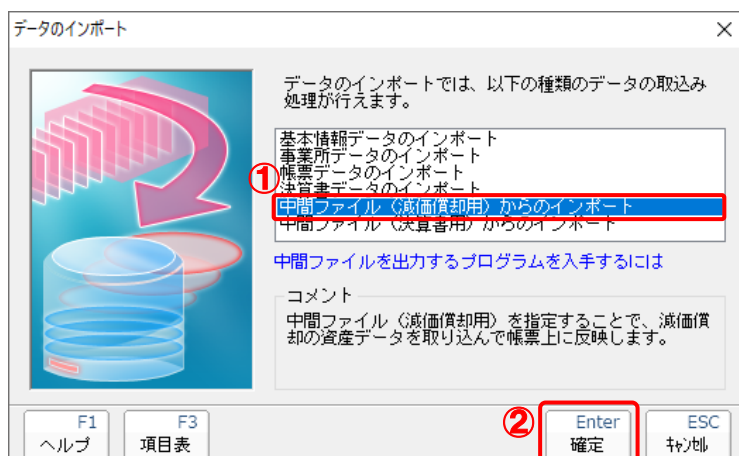 データのインポート
データのインポートでは、以下の種類のデータの取込み
処理が行えます。
基本情報データのインポート
事業所データのインポート
①
帳票データのインポート
決算書データのインポート
中間ファイル（減価償却用）からのインポート
中間ファイル（決算書用）からのインポート
中間ファイルを出力するプログラムを入手するには
コメント
中間ファイル（減価償却用）を指定することで、減価償
却の資産データを取り込んで帳票上に反映します。
②
F1 F3 Enter ESC
ヘルプ 項目表 確定 ｷｬﾝｾﾙ